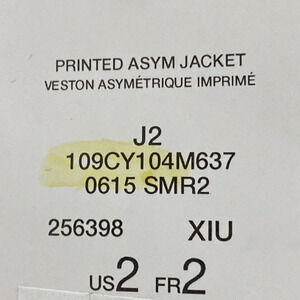 PRINTED ASYM JACKET
VESTON ASYMÉTRIQUE IMPRIMÉ
J2
109CY104M637
0615 SMR2
256398 XIU
US2 FR2